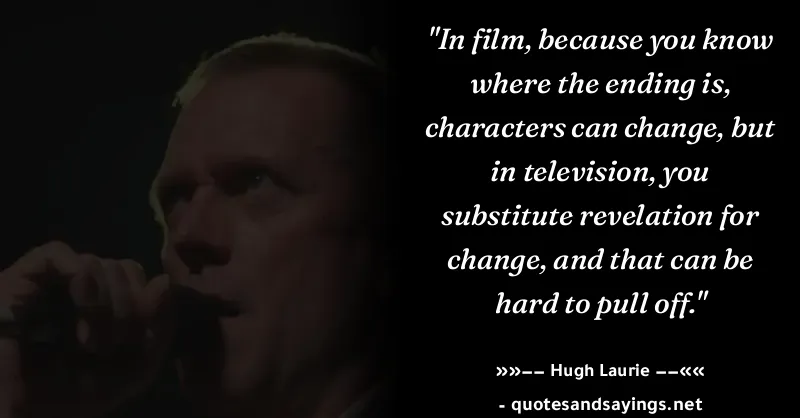 "In film, because you know
where the ending is,
characters can change, but
in television, you
substitute revelation for
change, and that can be
hard to pull off."
»»−− Hugh Laurie −−««
- quotesandsayings.net